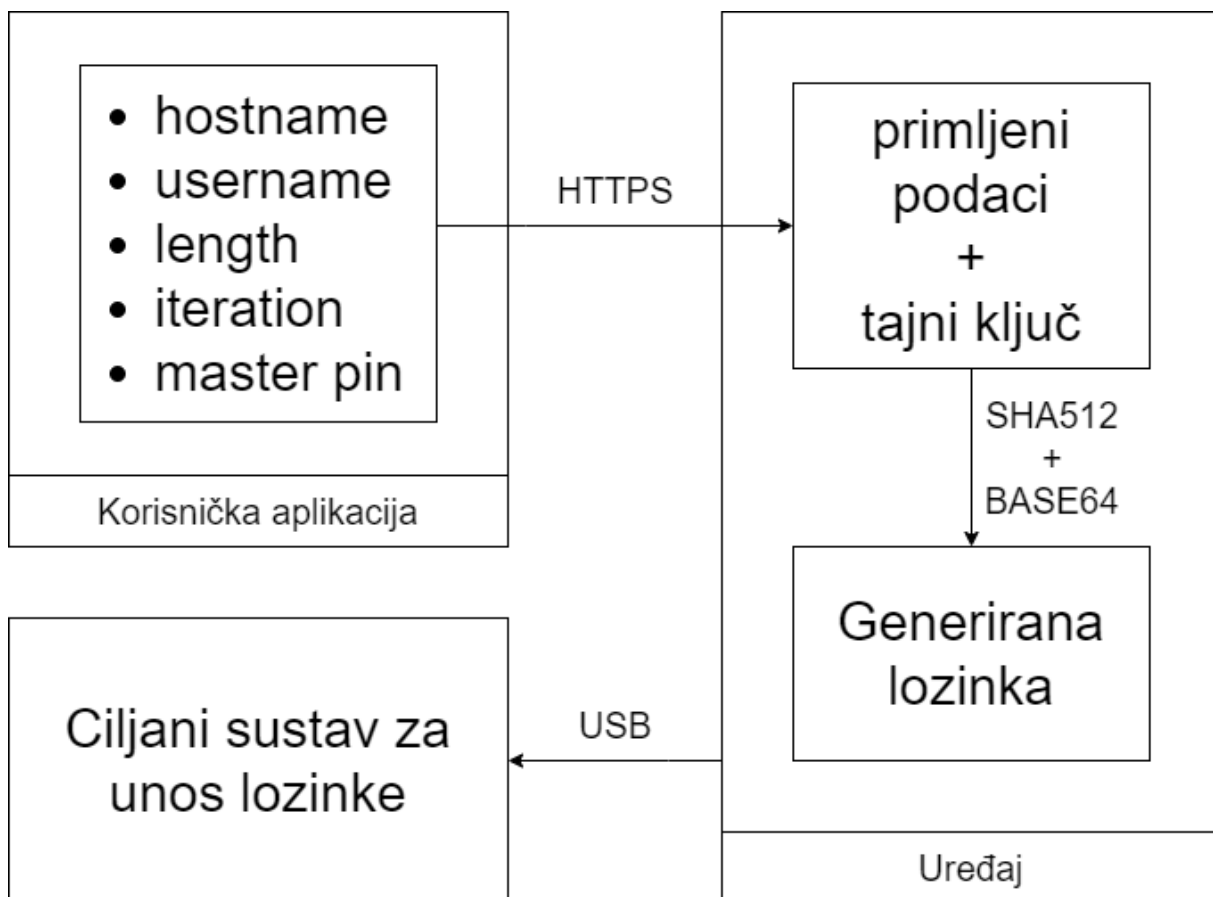 hostname
username
length
iteration
master pin
Korisnička aplikacija
HTTPS
primljeni
podaci
+
tajni ključ
SHA512
+
BASE64
Generirana
lozinka
Uređaj
USB
Ciljani sustav za
unos lozinke